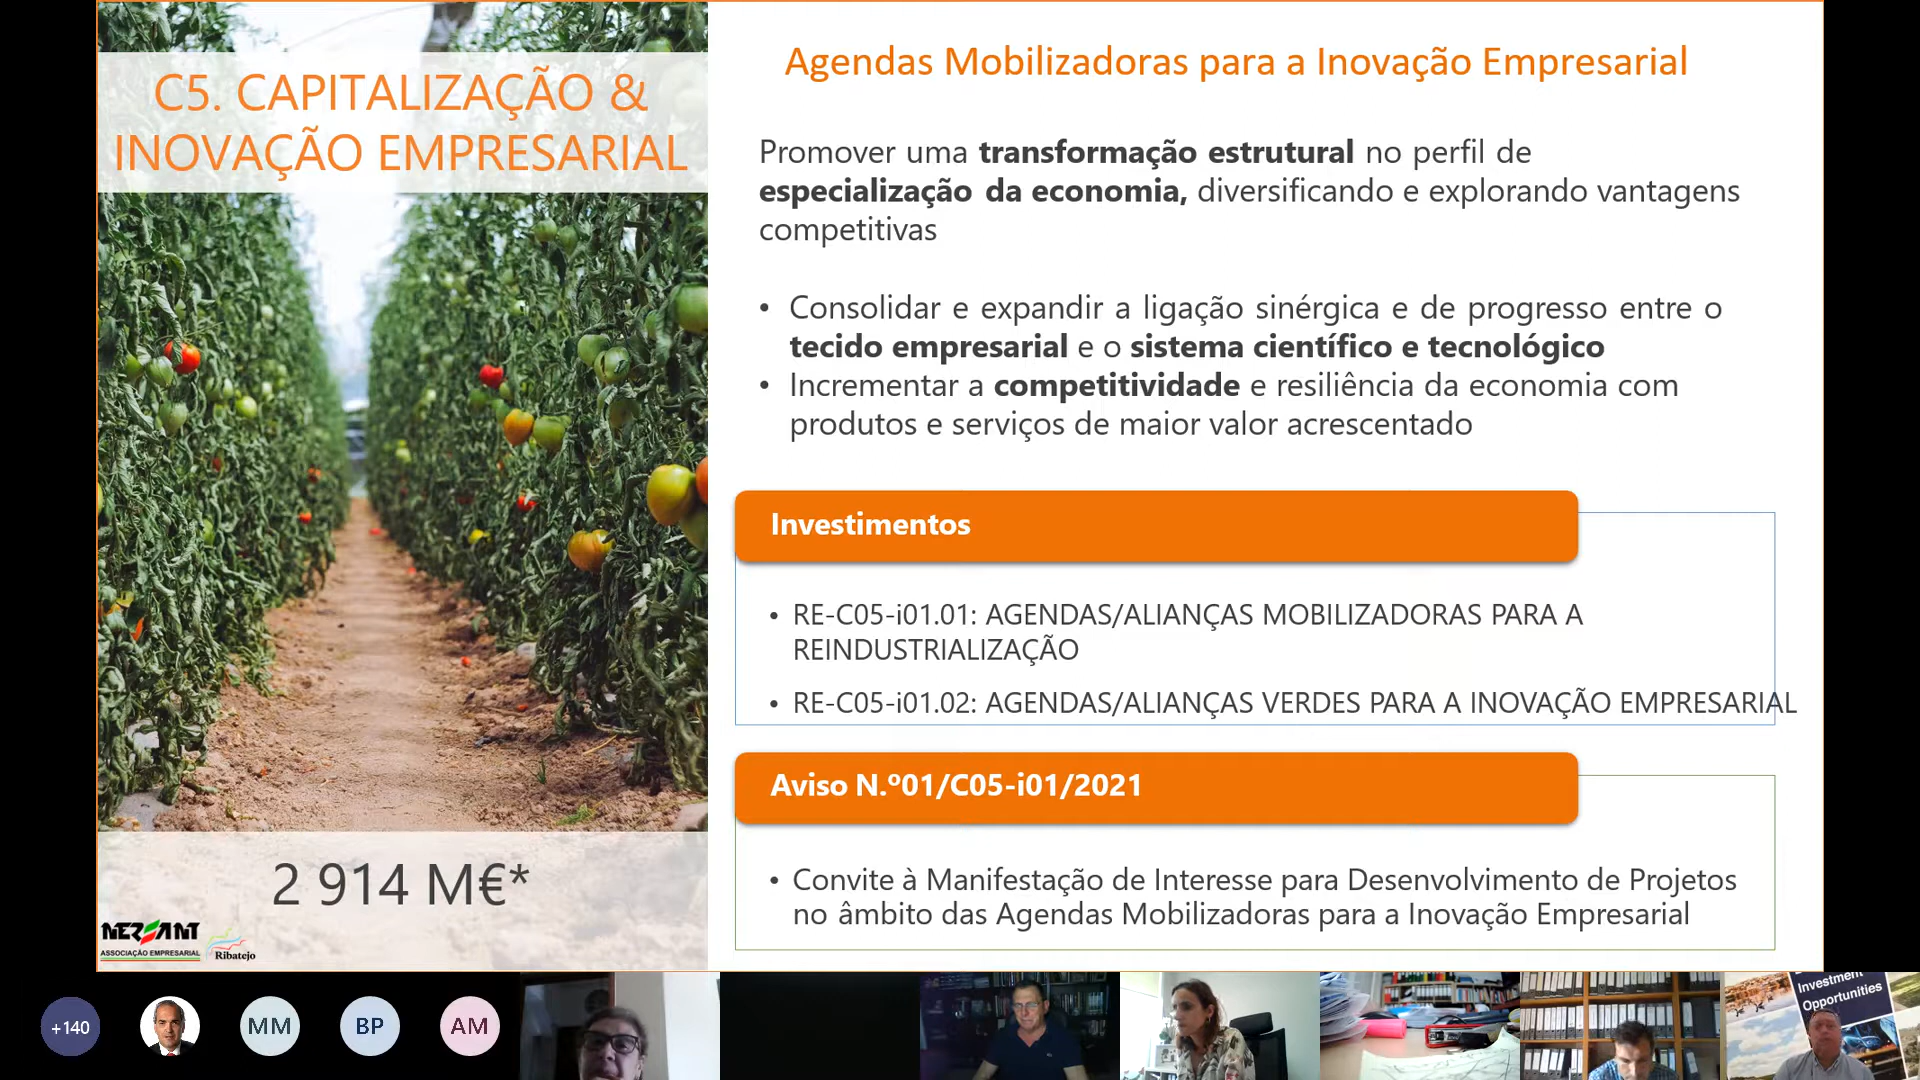 C5. CAPITALIZAÇÃO &
INOVAÇÃO EMPRESARIAL
2 914 M€*
NERSANT
ASSOCIAÇÃO EMPRESARIAL
Ribatejo
Agendas Mobilizadoras para a Inovação Empresarial
Promover uma transformação estrutural no perfil de
especialização da economia, diversificando e explorando vantagens
competitivas
• Consolidar e expandir a ligação sinérgica e de progresso entre o
tecido empresarial e o sistema científico e tecnológico
• Incrementar a competitividade e resiliência da economia com
produtos e serviços de maior valor acrescentado
Investimentos
• RE-C05-i01.01: AGENDAS/ALIANÇAS MOBILIZADORAS PARA A
REINDUSTRIALIZAÇÃO
• RE-C05-i01.02: AGENDAS/ALIANÇAS VERDES PARA A INOVAÇÃO EMPRESARIAL
Aviso N.º01/C05-i01/2021
• Convite à Manifestação de Interesse para Desenvolvimento de Projetos
no âmbito das Agendas Mobilizadoras para a Inovação Empresarial
+140
MM
BP
AM
Investment
Opportunities